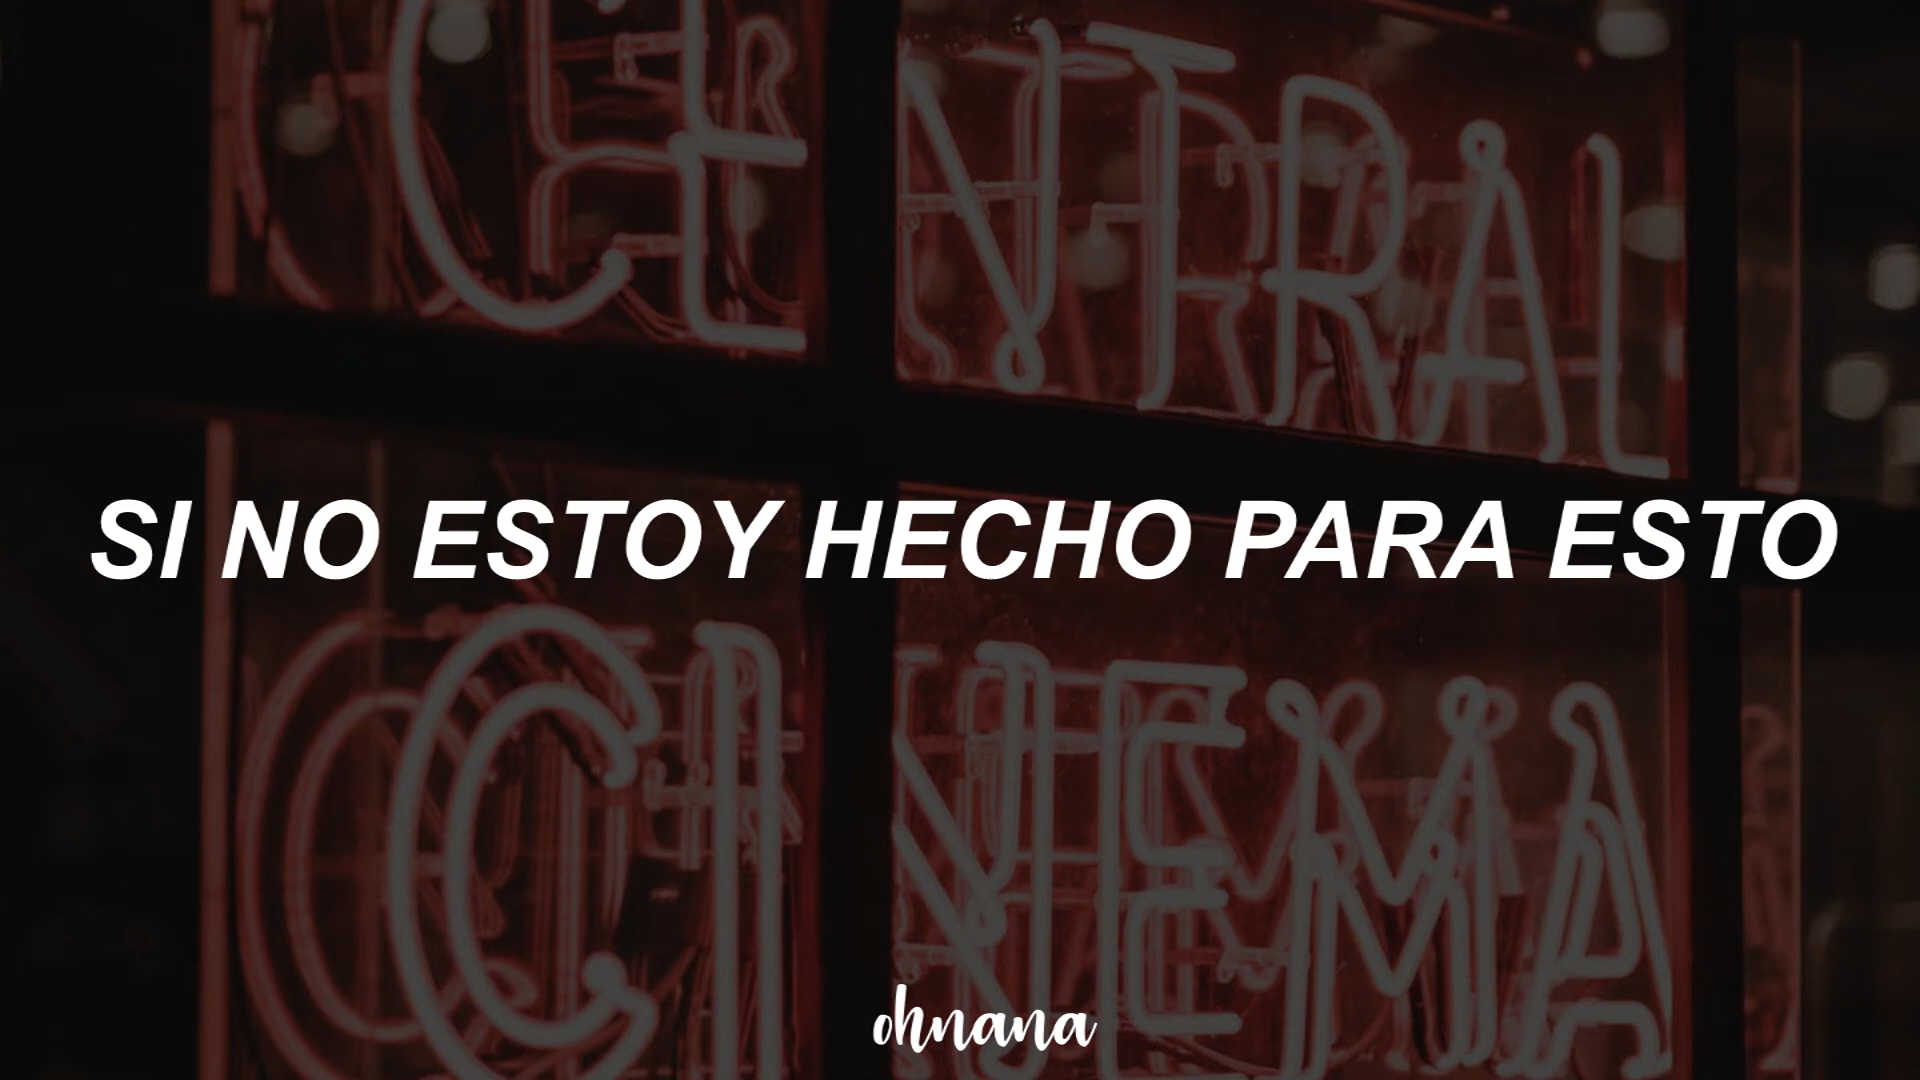 CENTRAL
SI NO ESTOY HECHO PARA ESTO
CINEMA
ohnana